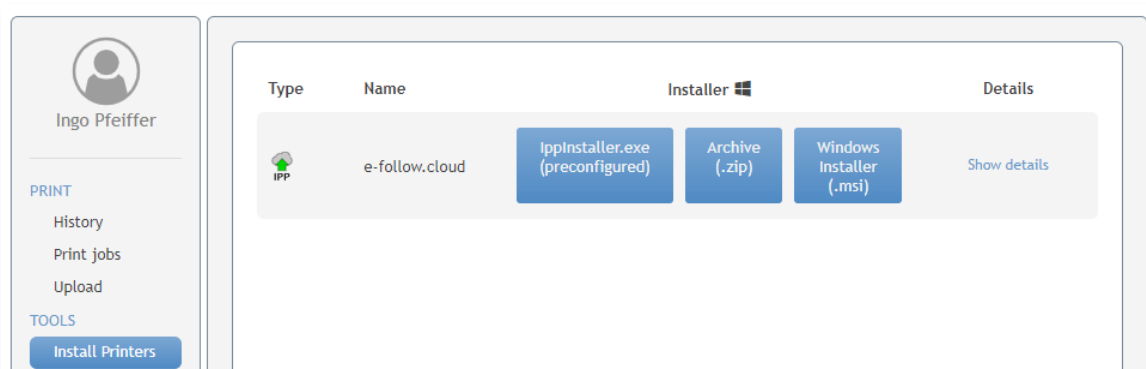 Ingo Pfeiffer
PRINT
History
Print jobs
Upload
TOOLS
Install Printers
Type Name Installer Details
IPP
e-follow.cloud
IppInstaller.exe
(preconfigured)
Archive
(.zip)
Windows
Installer
(.msi)
Show details